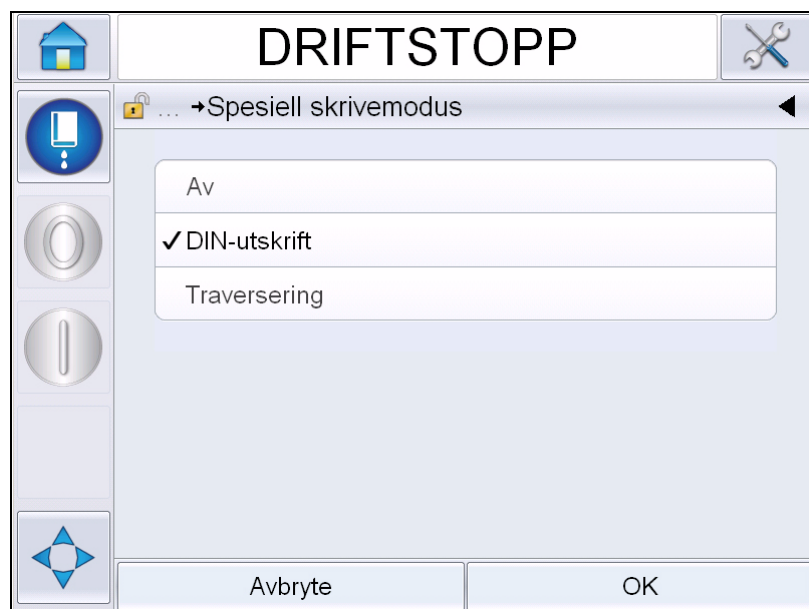 DRIFTSTOPP
... →Spesiell skrivemodus
Av
✓ DIN-utskrift
Traversering
Avbryte
OK